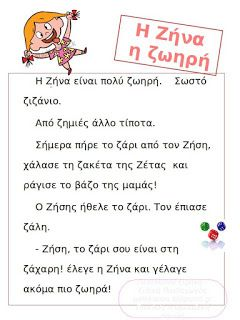 Η Ζήνα
η ζωηρή
Η Ζήνα είναι πολύ ζωηρή. Σωστό
ζιζάνιο.
Από ζημιές άλλο τίποτα.
Σήμερα πήρε το ζάρι από τον Ζήση,
χάλασε τη ζακέτα της Ζέτας και
ράγισε το βάζο της μαμάς!
Ο Ζήσης ήθελε το ζάρι. Τον έπιασε
ζάλη.
- Ζήση, το ζάρι σου είναι στη
ζάχαρη! έλεγε η Ζήνα και γέλαγε
ακόμα πιο ζωηρά!